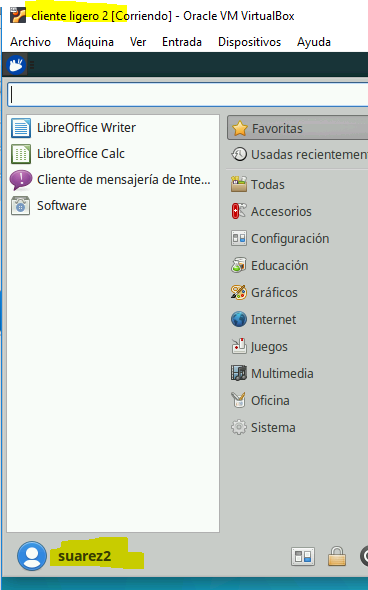 cliente ligero 2 [Corriendo] - Oracle VM VirtualBox
Archivo Máquina Ver Entrada Dispositivos Ayuda
LibreOffice Writer
LibreOffice Calc
Cliente de mensajería de Inte...
Software
Favoritas
Usadas recientemen
Todas
Accesorios
Configuración
Educación
Gráficos
Internet
Juegos
Multimedia
Oficina
Sistema
suarez2